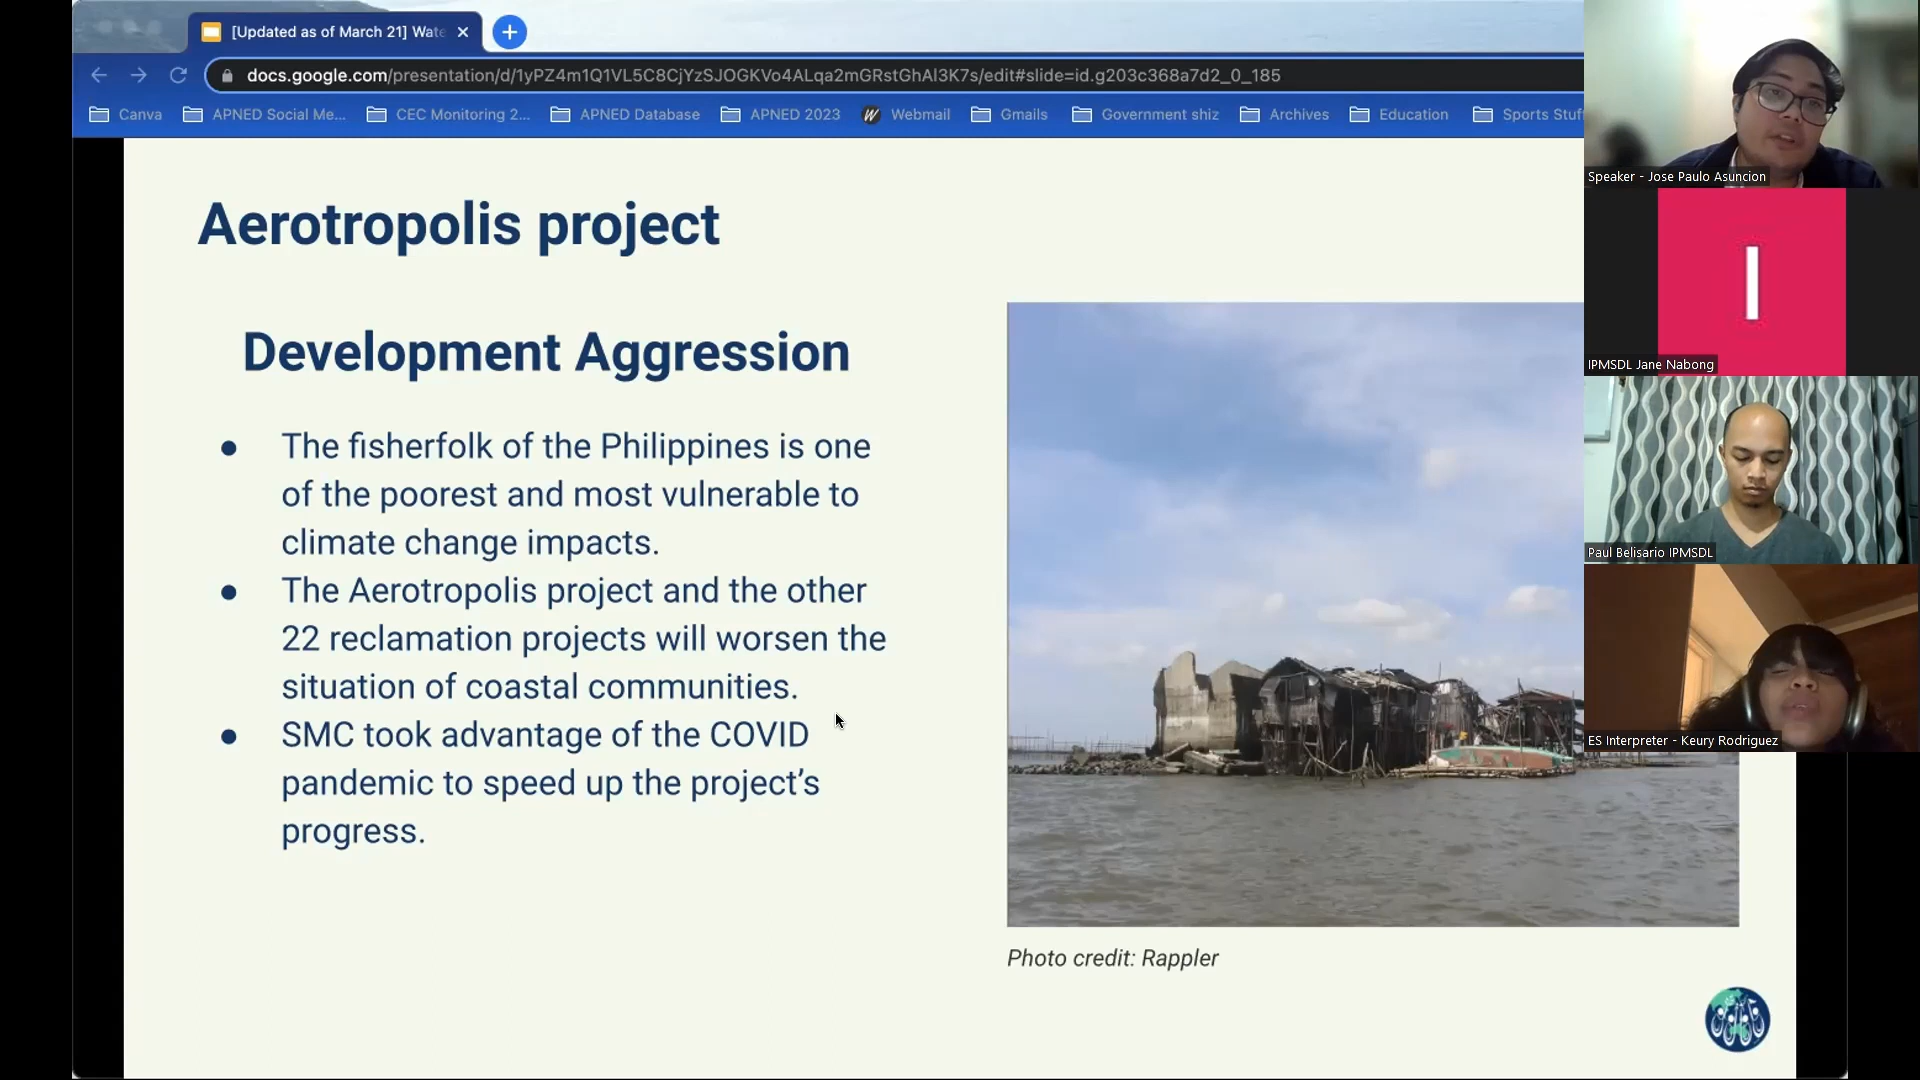 [Updated as of March 21] Wate
docs.google.com/presentation/d/1yPZ4m1Q1VL5C8CjYzSJOGKVo4ALqa2mGRstGhAl3K7s/edit#slide=id.g203c368a7d2_0_185
Canva
APNED Social Me...
CEC Monitoring 2...
APNED Database
APNED 2023
Webmail
Gmails
Government shiz
Archives
Education
Sports Stuf
Aerotropolis project
Development Aggression
● The fisherfolk of the Philippines is one
of the poorest and most vulnerable to
climate change impacts.
● The Aerotropolis project and the other
22 reclamation projects will worsen the
situation of coastal communities.
● SMC took advantage of the COVID
pandemic to speed up the project’s
progress.
Photo credit: Rappler
Speaker - Jose Paulo Asuncion
I
IPMSDL Jane Nabong
Paul Belisario IPMSDL
ES Interpreter - Keury Rodriguez